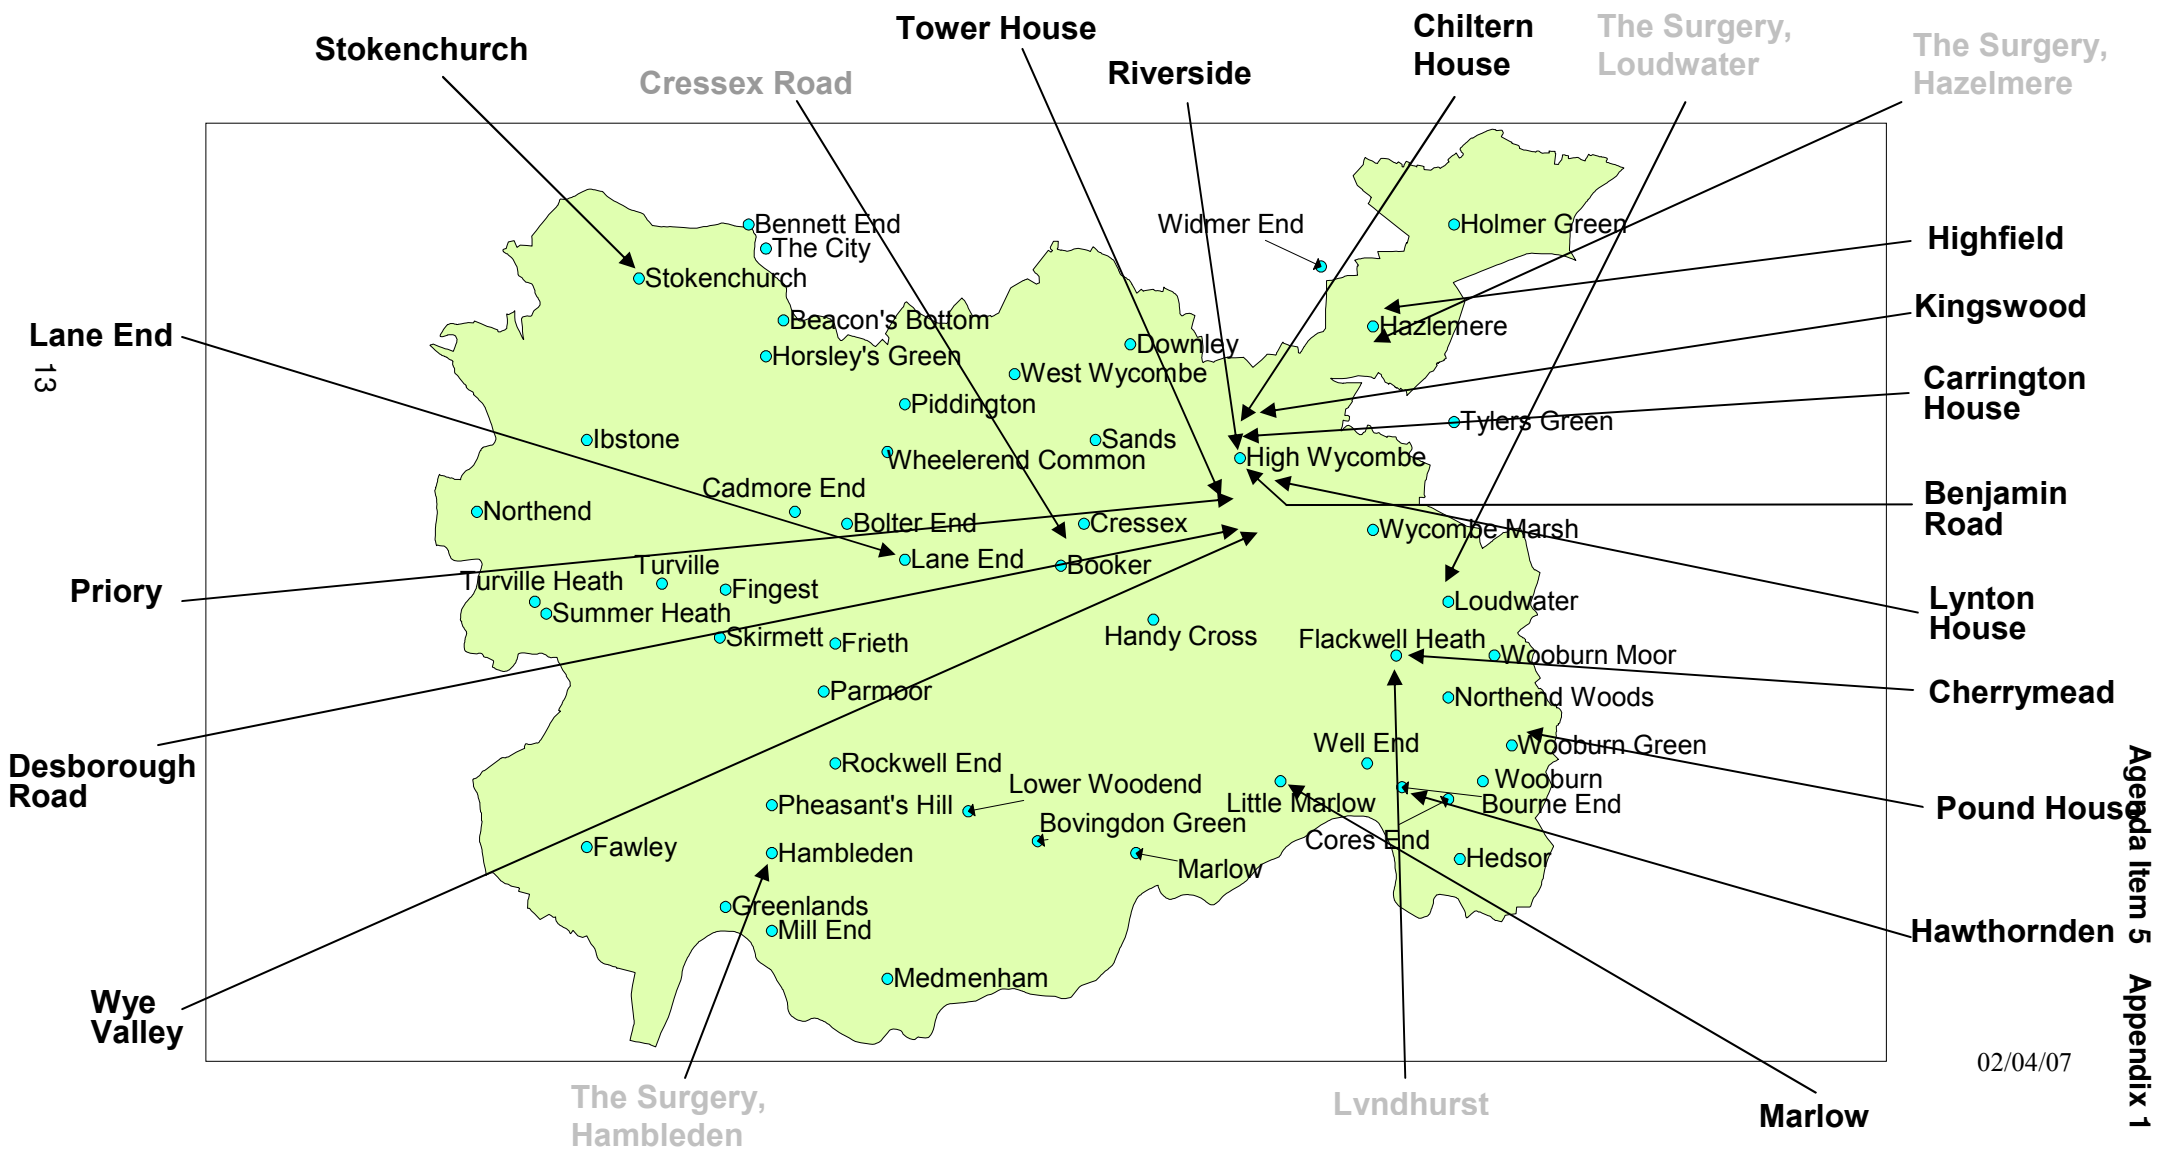 Tower House
Chiltern
House
The Surgery,
Loudwater
The Surgery,
Hazelmere
Stokenchurch
Cressex Road
Riverside
Bennett End
The City
Stokenchurch
Widmer End
Holmer Green
Highfield
Kingswood
Beacon's Bottom
Horsley's Green
Downley
Hazlemere
Lane End
13
West Wycombe
Piddington
Carrington
House
Ibstone
Sands
Tylers Green
Wheelerend Common
High Wycombe
Cadmore End
Northend
Bolter End
Cressex
Wycombe Marsh
Benjamin
Road
Lane End
Booker
Turville
Turville Heath
Fingest
Summer Heath
Loudwater
Priory
Lynton
House
Skirmett
Frieth
Handy Cross
Flackwell Heath
Wooburn Moor
Parmoor
Northend Woods
Cherrymead
Desborough
Road
Rockwell End
Well End
Wooburn Green
Lower Woodend
Pheasant's Hill
Little Marlow
Wooburn
Bourne End
Pound House
Bovingdon Green
Cores End
Fawley
Hambleden
Marlow
Hedsor
Greenlands
Mill End
Hawthornden
Medmenham
Wye
Valley
The Surgery,
Hambleden
Lvndhurst
Marlow
02/04/07
Agenda Item 5 Appendix 1